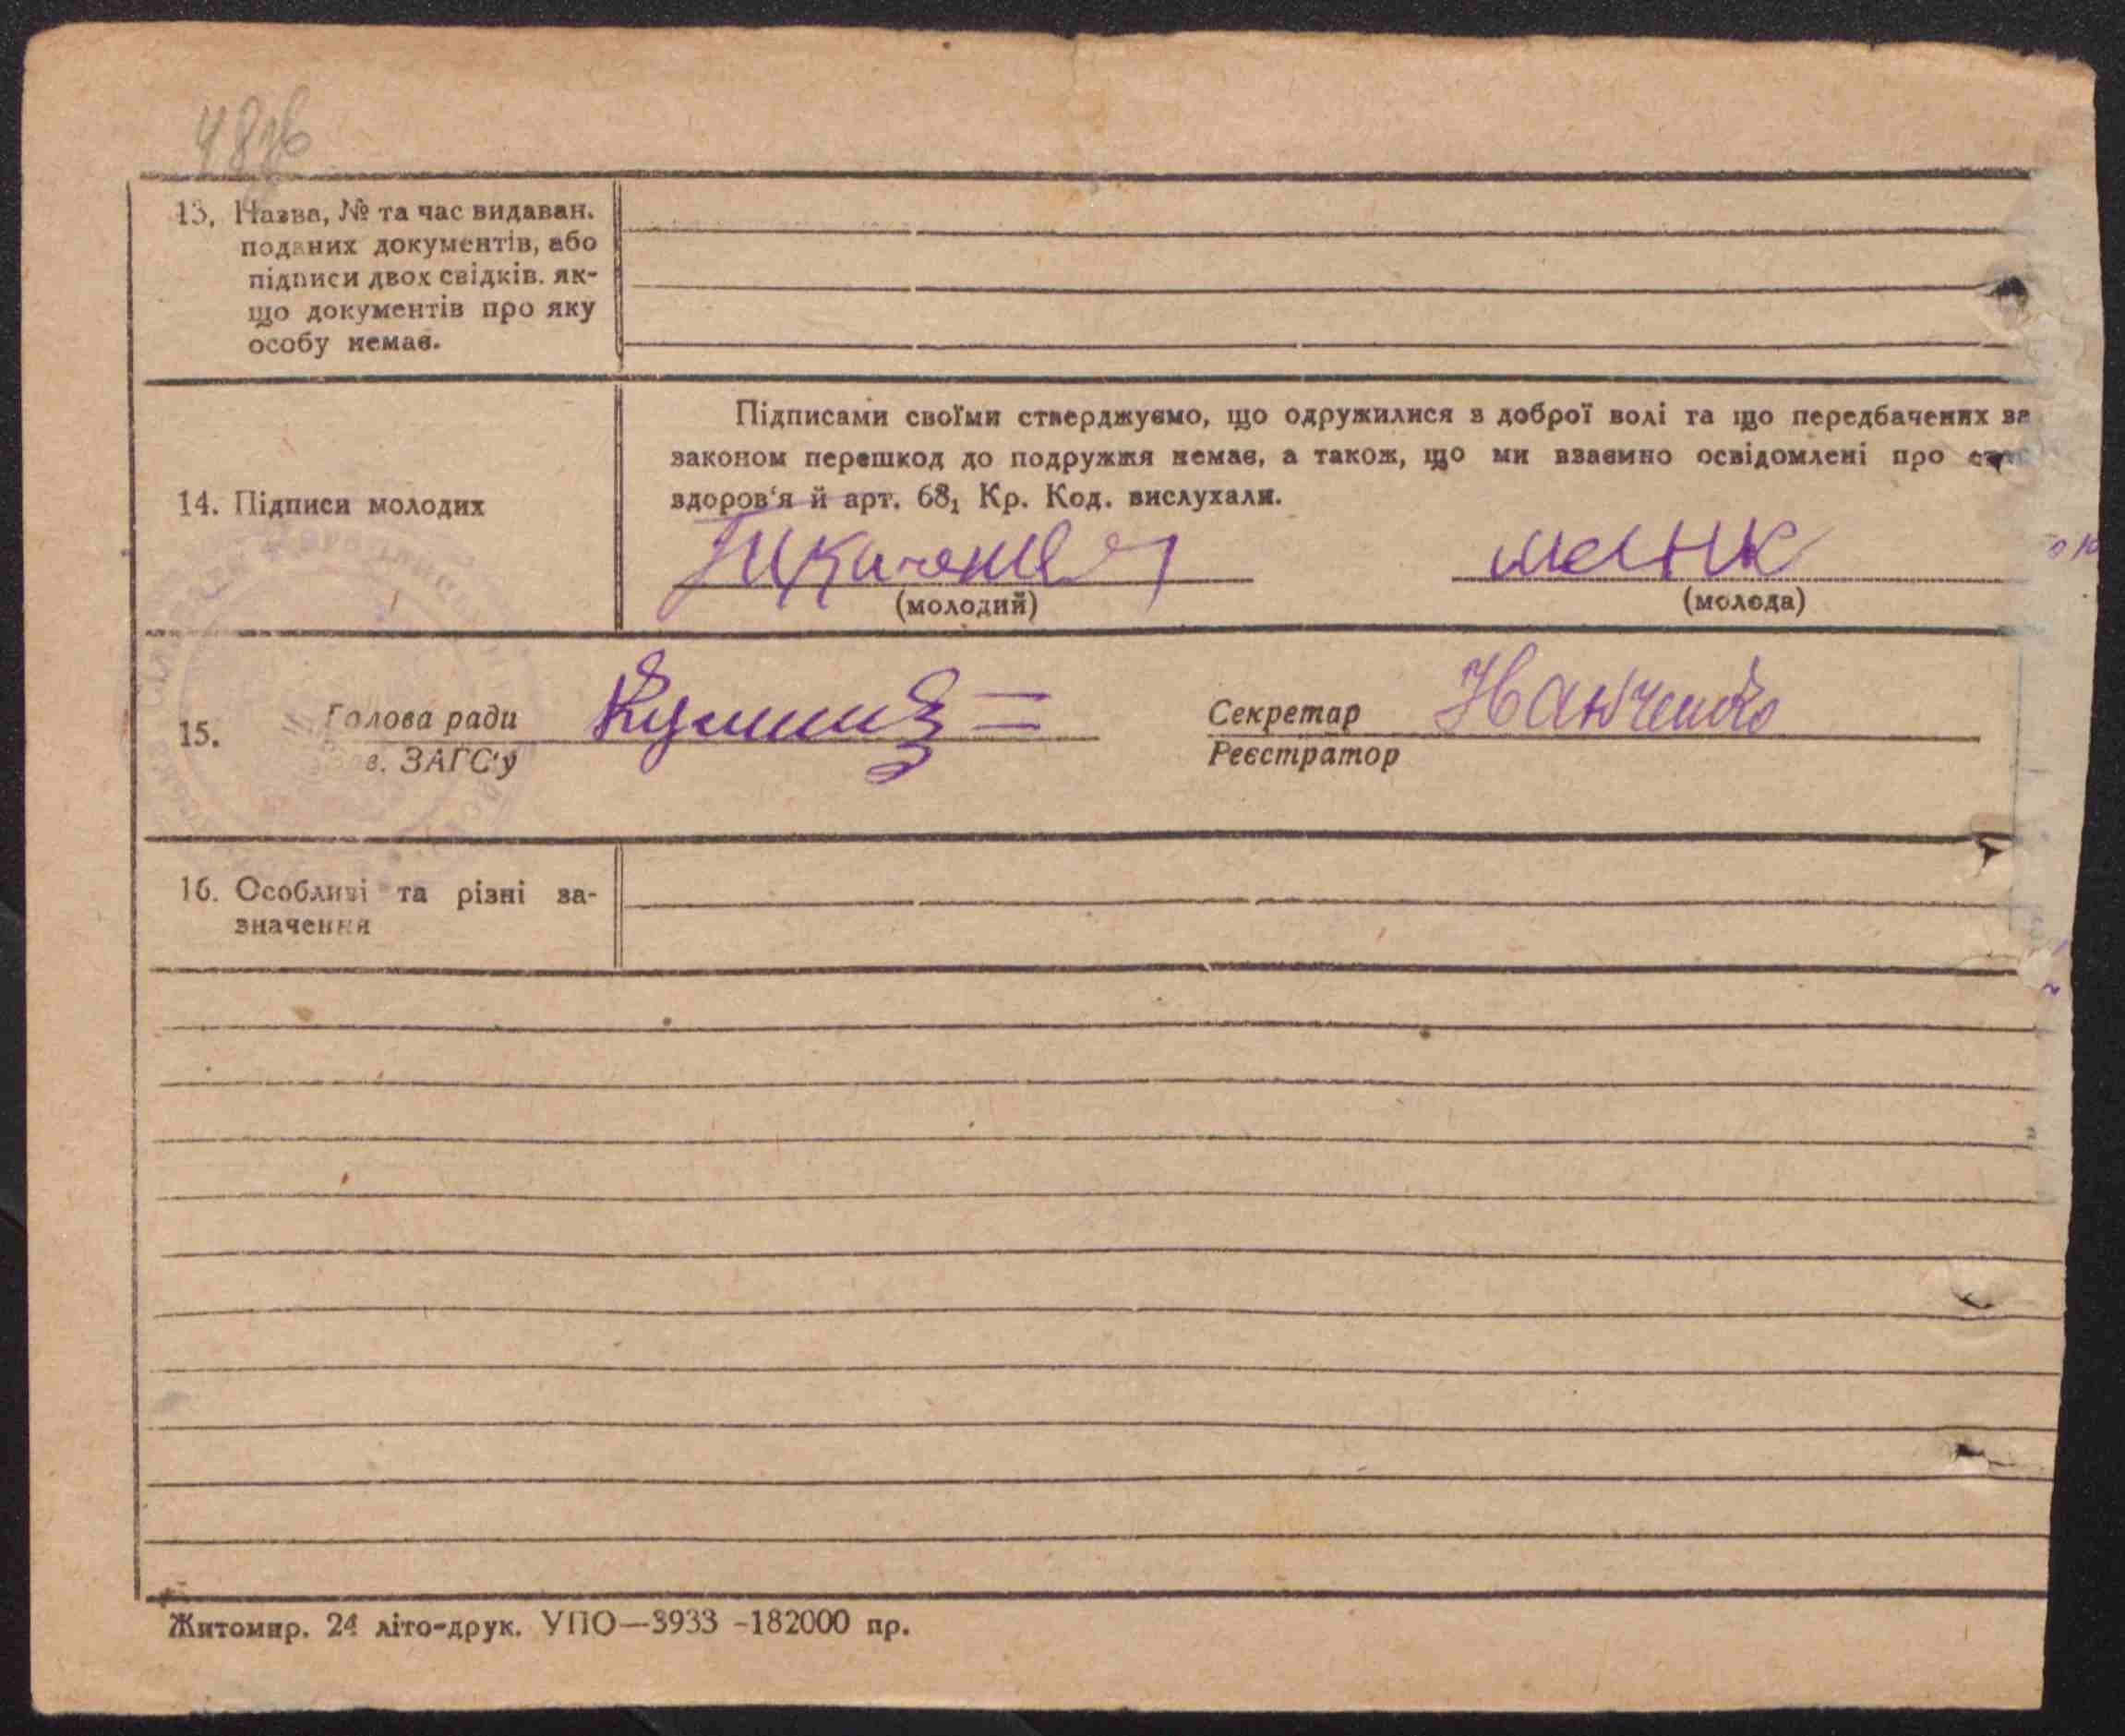 13. Назва, № та час видаван.
поданих документів, або
підписи двох свідків. як-
що документів про яку
особу немає.
14. Підписи молодих
Підписами своїми стверджуємо, що одружилися з доброї волі та що передбачених за
законом перешкод до подружжя немає, а також, що ми взаємно освідомлені про
здоров'я й арт. 68₁ Кр. Код. вислухали.
(молодий)
(молода)
15.
Голова ради
Зав. ЗАГС'у
Секретар
Реєстратор
16. Особливі та різні за-
значення
Житомир. 24 літо-друк. УПО—3933 -182000 пр.